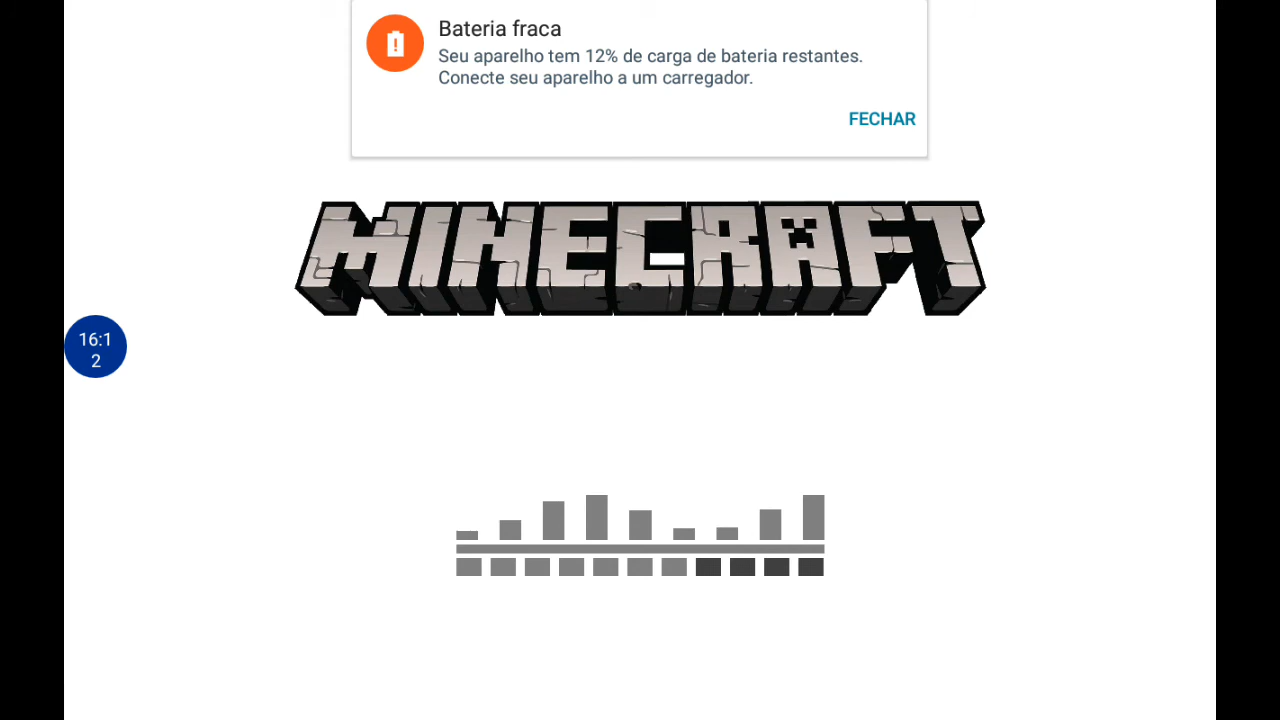 Bateria fraca
Seu aparelho tem 12% de carga de bateria restantes.
Conecte seu aparelho a um carregador.
FECHAR
MINECRAFT
16:1
2